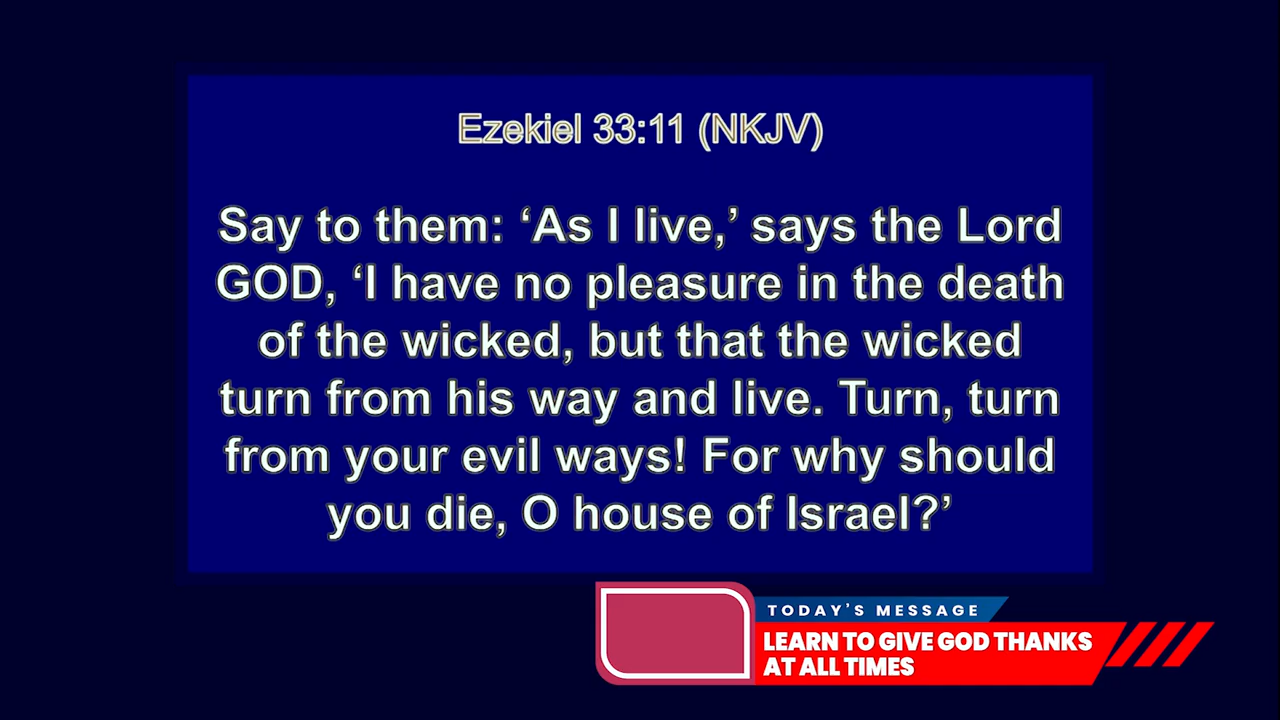 Ezekiel 33:11 (NKJV)
Say to them: ‘As I live,’ says the Lord
GOD, ‘I have no pleasure in the death
of the wicked, but that the wicked
turn from his way and live. Turn, turn
from your evil ways! For why should
you die, O house of Israel?’
TODAY'S MESSAGE
LEARN TO GIVE GOD THANKS
AT ALL TIMES